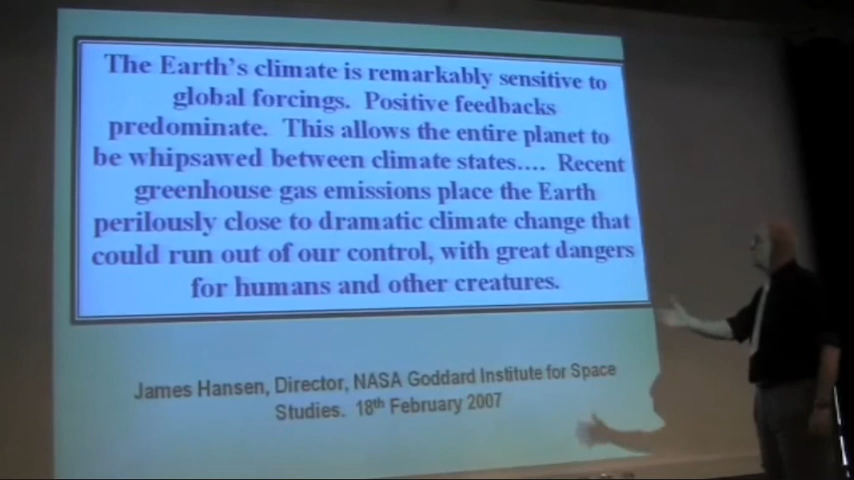 The Earth's climate is remarkably sensitive to
global forcings. Positive feedbacks
predominate. This allows the entire planet to
be whipsawed between climate states.... Recent
greenhouse gas emissions place the Earth
perilously close to dramatic climate change that
could run out of our control, with great dangers
for humans and other creatures.
James Hansen, Director, NASA Goddard Institute for Space
Studies. 18th February 2007